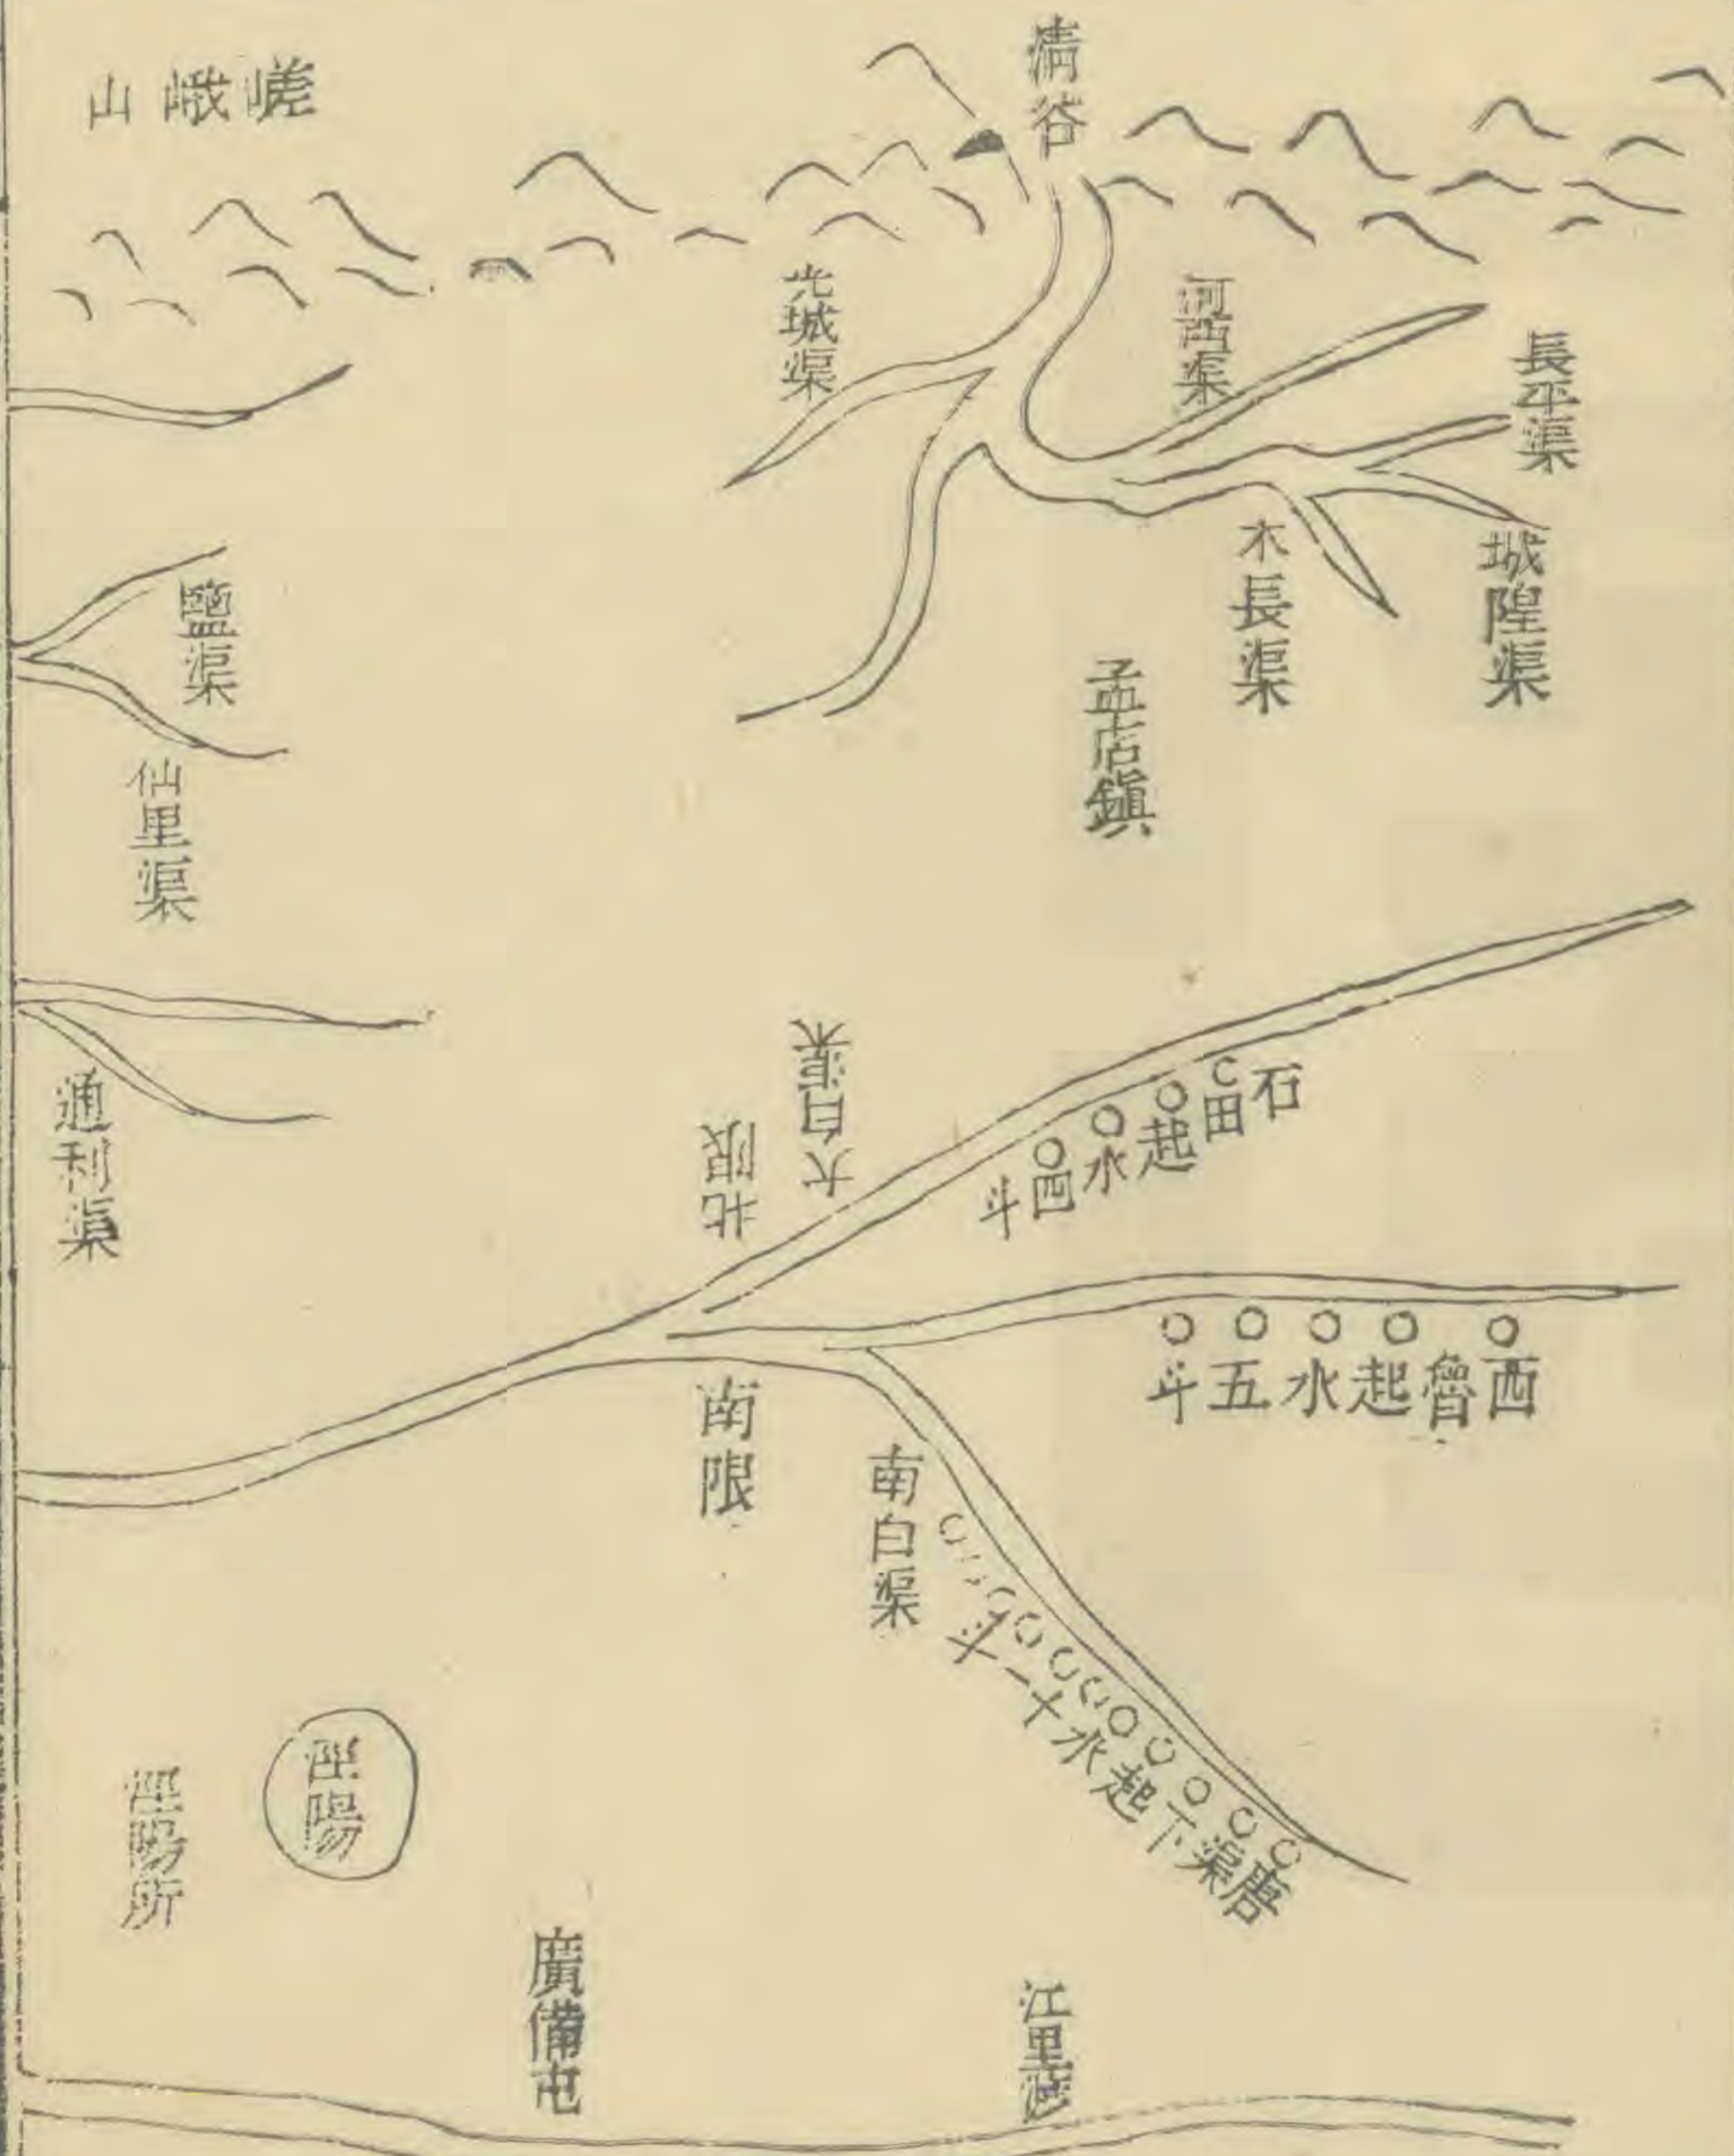 嵯峨山
清谷
光城渠
河西渠
長平渠
木長渠
城隍渠
孟店鎮
鹽渠
仙里渠
通利渠
太白渠
北限
石田起水四斗
西魯起水五斗
南限
南白渠
唐渠下起水十一斗
涇陽
涇陽所
廣備屯
江里